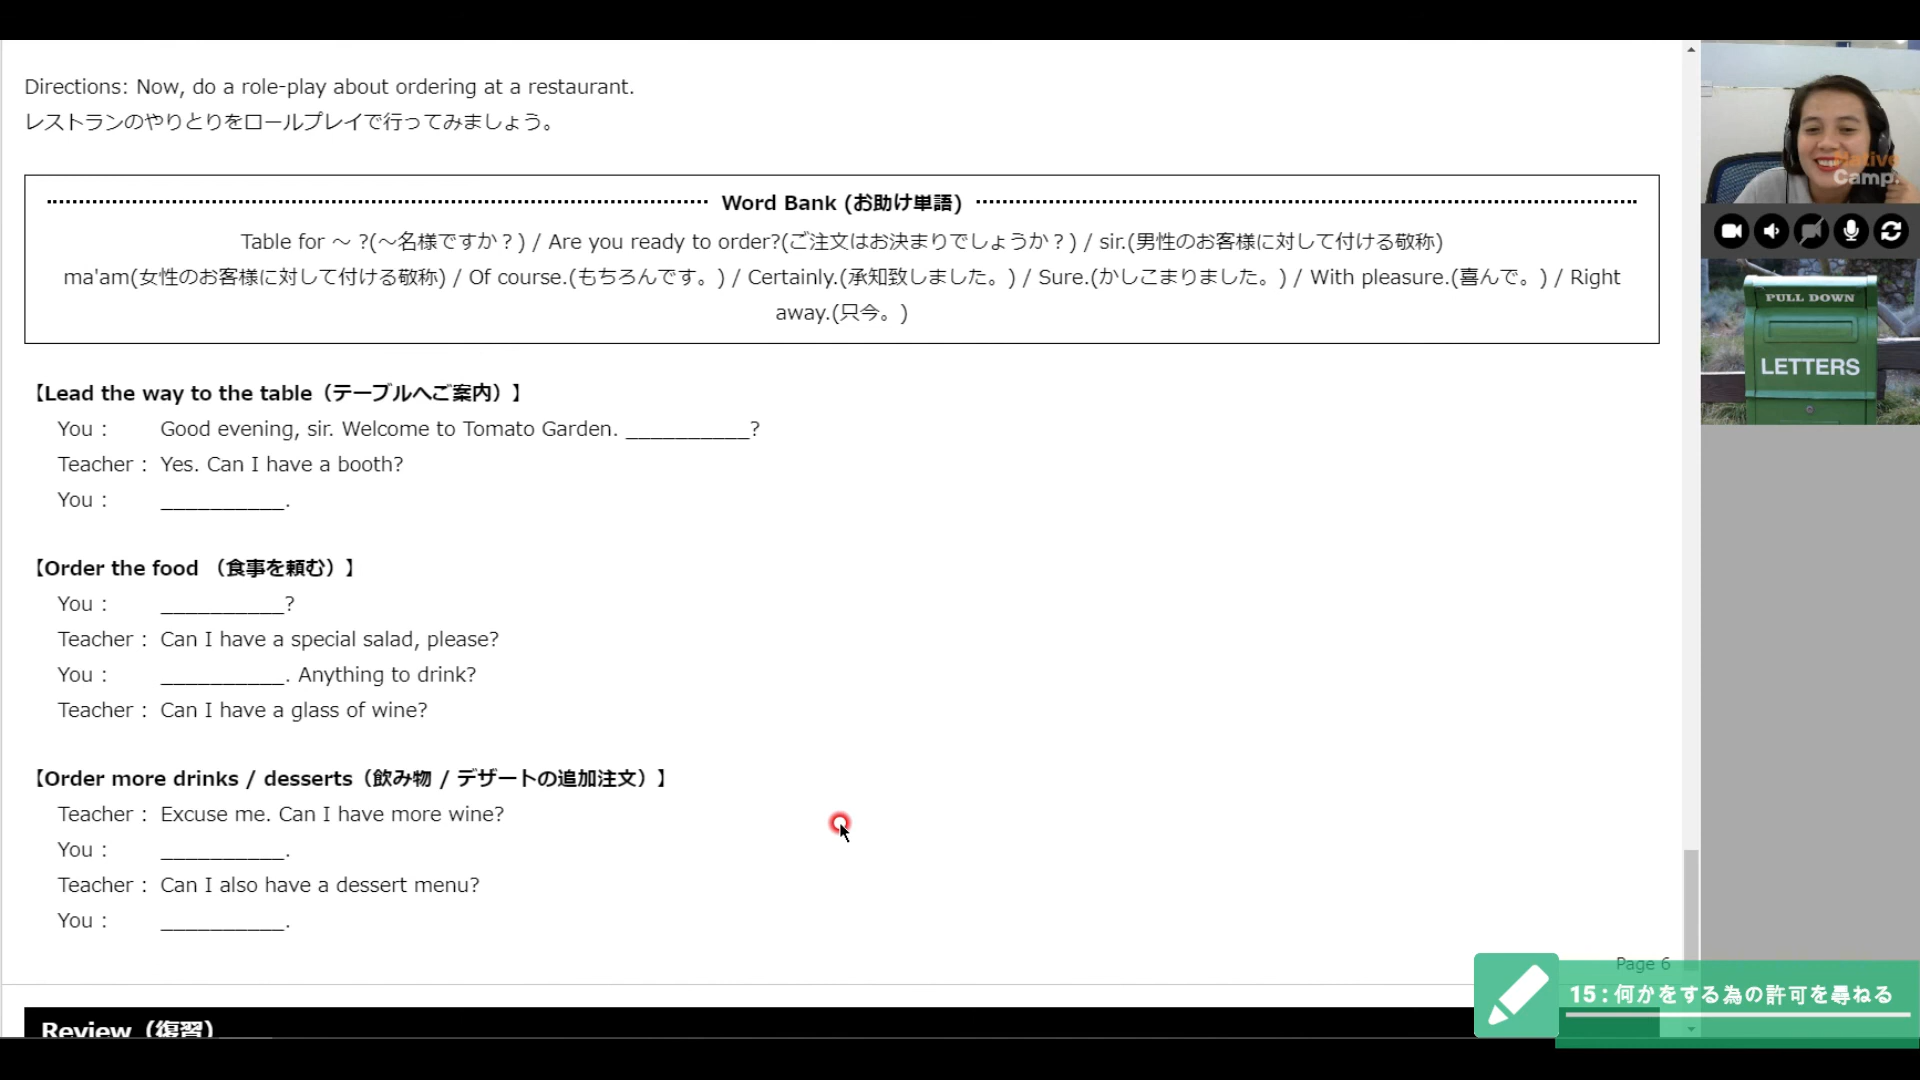 Directions: Now, do a role-play about ordering at a restaurant.
レストランのやりとりをロールプレイで行ってみましょう。
Word Bank (お助け単語)
Table for ～ ?(～名様ですか？) / Are you ready to order?(ご注文はお決まりでしょうか？) / sir.(男性のお客様に対して付ける敬称)
ma'am(女性のお客様に対して付ける敬称) / Of course.(もちろんです。) / Certainly.(承知致しました。) / Sure.(かしこまりました。) / With pleasure.(喜んで。) / Right
away.(只今。)
【Lead the way to the table（テーブルへご案内）】
You : Good evening, sir. Welcome to Tomato Garden. __________?
Teacher : Yes. Can I have a booth?
You : __________.
【Order the food （食事を頼む）】
You : __________?
Teacher : Can I have a special salad, please?
You : __________. Anything to drink?
Teacher : Can I have a glass of wine?
【Order more drinks / desserts（飲み物 / デザートの追加注文）】
Teacher : Excuse me. Can I have more wine?
You : __________.
Teacher : Can I also have a dessert menu?
You : __________.
Page 6
Review（復習）
15：何かをする為の許可を尋ねる
Native
Camp.
PULL DOWN
LETTERS